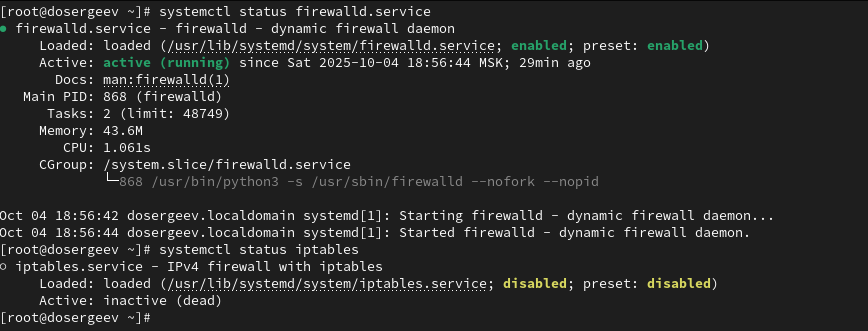 [root@dosergeev ~]# systemctl status firewalld.service
● firewalld.service - firewalld - dynamic firewall daemon
     Loaded: loaded (/usr/lib/systemd/system/firewalld.service; enabled; preset: enabled)
     Active: active (running) since Sat 2025-10-04 18:56:44 MSK; 29min ago
       Docs: man:firewalld(1)
   Main PID: 868 (firewalld)
      Tasks: 2 (limit: 48749)
     Memory: 43.6M
        CPU: 1.061s
     CGroup: /system.slice/firewalld.service
             └─868 /usr/bin/python3 -s /usr/sbin/firewalld --nofork --nopid

Oct 04 18:56:42 dosergeev.localdomain systemd[1]: Starting firewalld - dynamic firewall daemon...
Oct 04 18:56:44 dosergeev.localdomain systemd[1]: Started firewalld - dynamic firewall daemon.
[root@dosergeev ~]# systemctl status iptables
○ iptables.service - IPv4 firewall with iptables
     Loaded: loaded (/usr/lib/systemd/system/iptables.service; disabled; preset: disabled)
     Active: inactive (dead)
[root@dosergeev ~]#